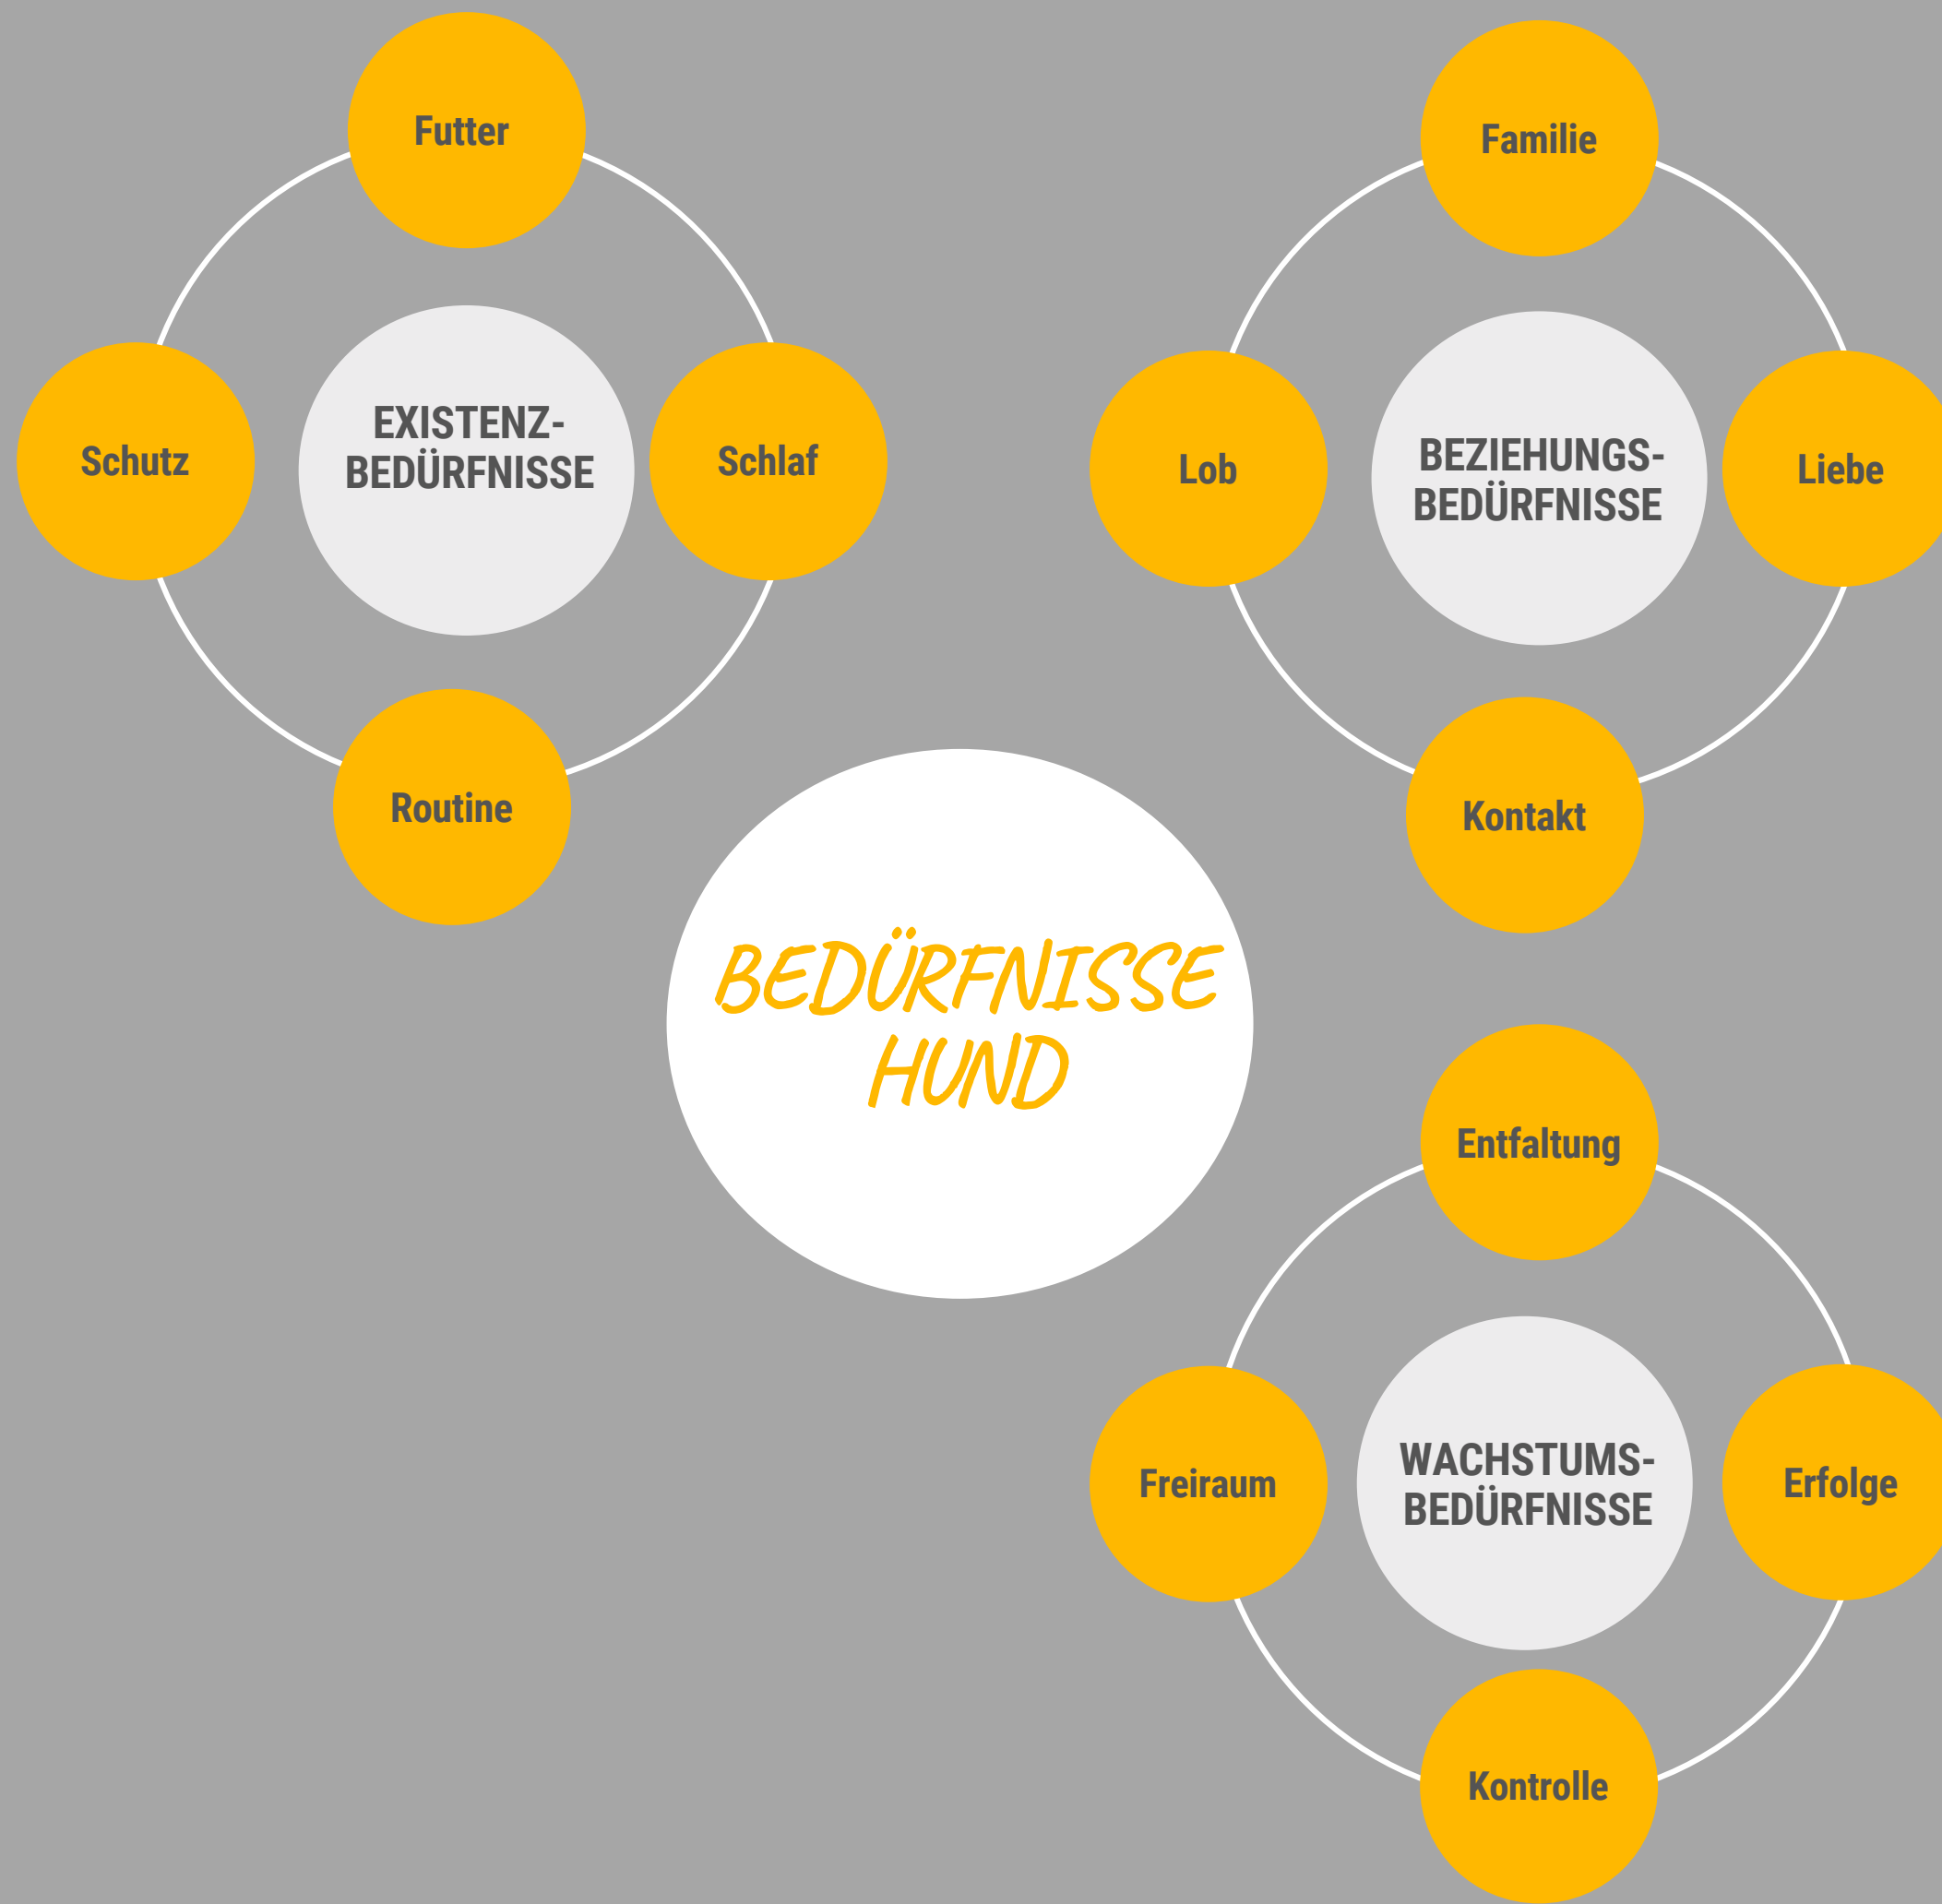 Futter
Schutz
EXISTENZ-
BEDÜRFNISSE
Schlaf
Routine
Familie
Lob
BEZIEHUNGS-
BEDÜRFNISSE
Liebe
Kontakt
BEDÜRFNISSE
HUND
Entfaltung
Freiraum
WACHSTUMS-
BEDÜRFNISSE
Erfolge
Kontrolle